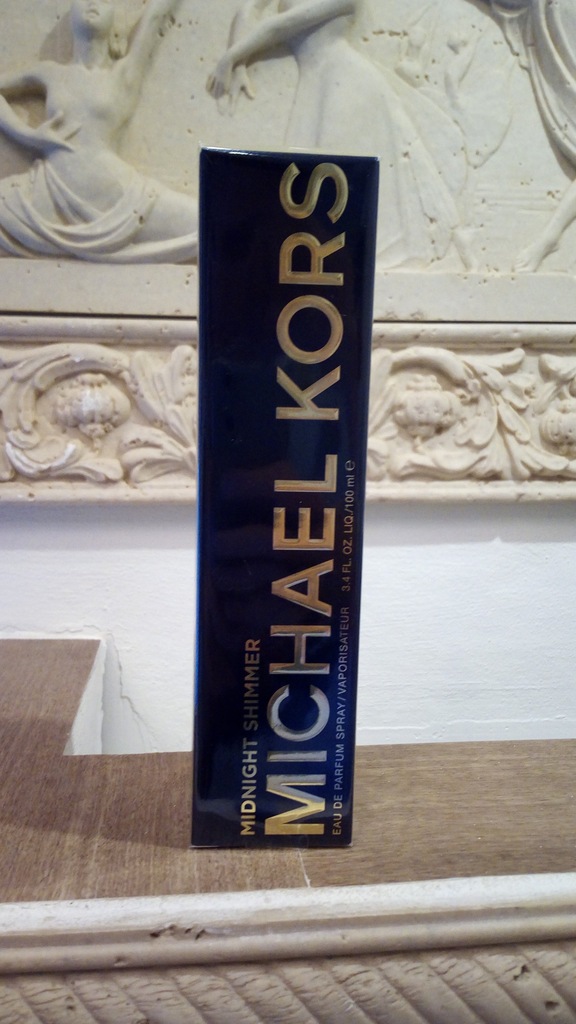 MIDNIGHT SHIMMER
MICHAEL KORS
EAU DE PARFUM SPRAY/VAPORISATEUR 3.4 FL. OZ. LIQ./100 ml ℮